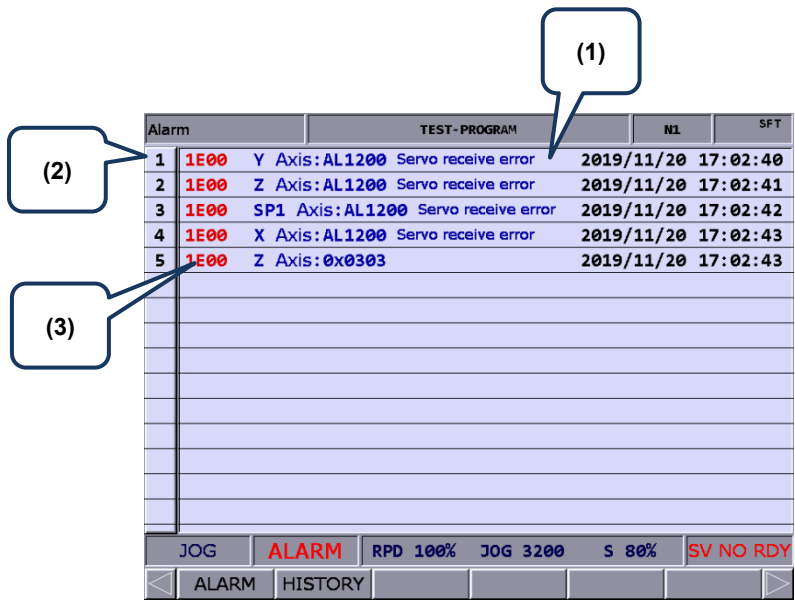 (1)
Alarm TEST-PROGRAM N1 SFT
(2)
1 1E00 Y Axis:AL1200 Servo receive error 2019/11/20 17:02:40
2 1E00 Z Axis:AL1200 Servo receive error 2019/11/20 17:02:41
3 1E00 SP1 Axis:AL1200 Servo receive error 2019/11/20 17:02:42
4 1E00 X Axis:AL1200 Servo receive error 2019/11/20 17:02:43
5 1E00 Z Axis:0x0303 2019/11/20 17:02:43
(3)
JOG ALARM RPD 100% JOG 3200 S 80% SV NO RDY
ALARM HISTORY